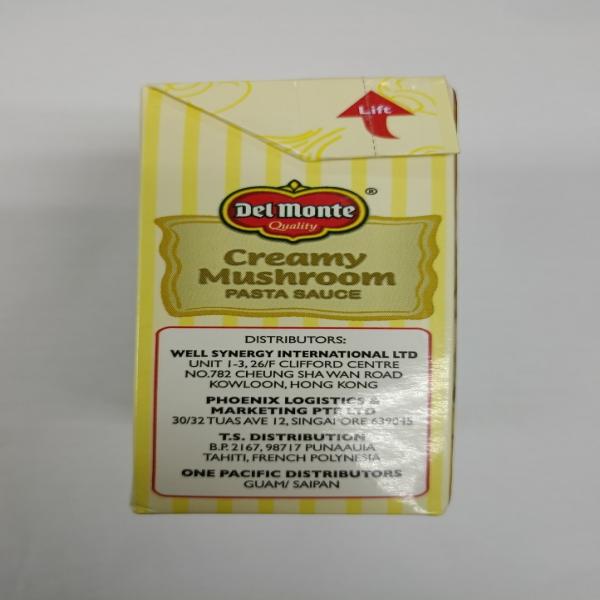 Lift
Del Monte ®
Quality
Creamy
Mushroom
PASTA SAUCE
DISTRIBUTORS:
WELL SYNERGY INTERNATIONAL LTD
UNIT 1-3, 26/F CLIFFORD CENTRE
NO.782 CHEUNG SHA WAN ROAD
KOWLOON, HONG KONG
PHOENIX LOGISTICS &
MARKETING PTE LTD
30/32 TUAS AVE 12, SINGAPORE 639045
T.S. DISTRIBUTION
B.P. 2167, 98717 PUNAAUIA
TAHITI, FRENCH POLYNESIA
ONE PACIFIC DISTRIBUTORS
GUAM/ SAIPAN